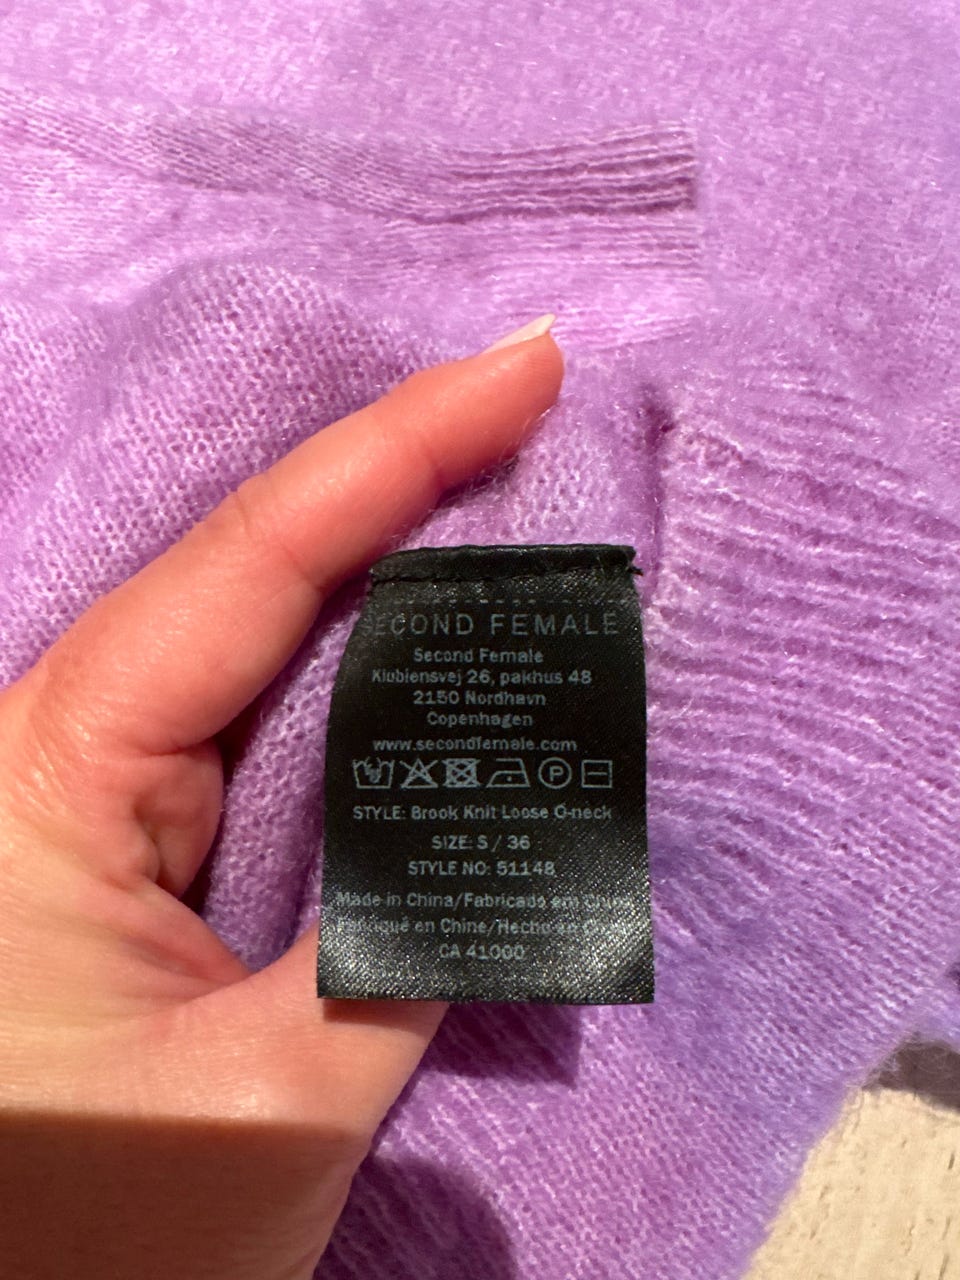 SECOND FEMALE
Second Female
Klubiensvej 26, pakhus 48
2150 Nordhavn
Copenhagen
www.secondfemale.com
P
STYLE: Brook Knit Loose O-neck
SIZE: S / 36
STYLE NO: 51148
Made in China/Fabricado em China
Fabriqué en Chine/Hecho en
CA 41000